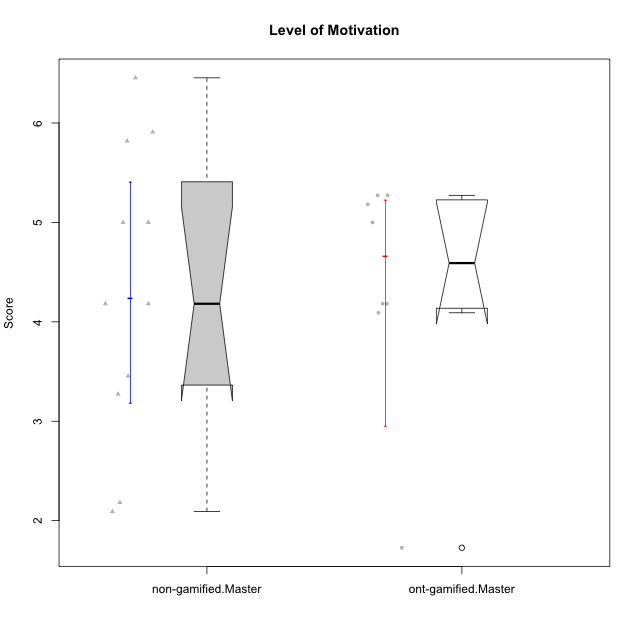 Level of Motivation
Score
6
5
4
3
2
non-gamified.Master
ont-gamified.Master